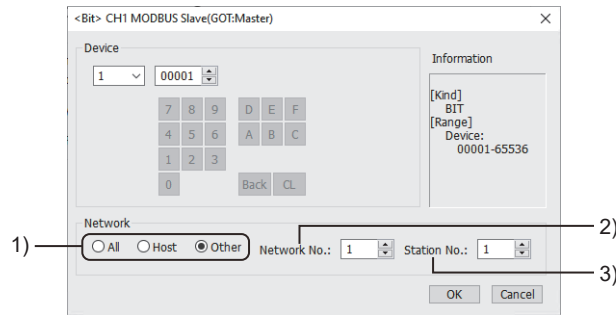 <Bit> CH1 MODBUS Slave(GOT:Master)
Device
1 00001
7 8 9 D E F
4 5 6 A B C
1 2 3
0 Back CL
Information
[Kind]
BIT
[Range]
Device:
00001-65536
Network
1) All Host Other Network No.: 1 Station No.: 1
2)
3)
OK Cancel